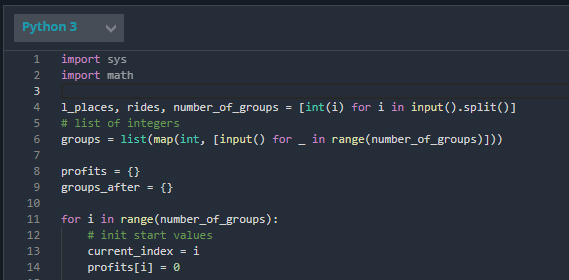 Python 3
1 import sys
2 import math
3
4 l_places, rides, number_of_groups = [int(i) for i in input().split()]
5 # list of integers
6 groups = list(map(int, [input() for _ in range(number_of_groups)]))
7
8 profits = {}
9 groups_after = {}
10
11 for i in range(number_of_groups):
12     # init start values
13     current_index = i
14     profits[i] = 0